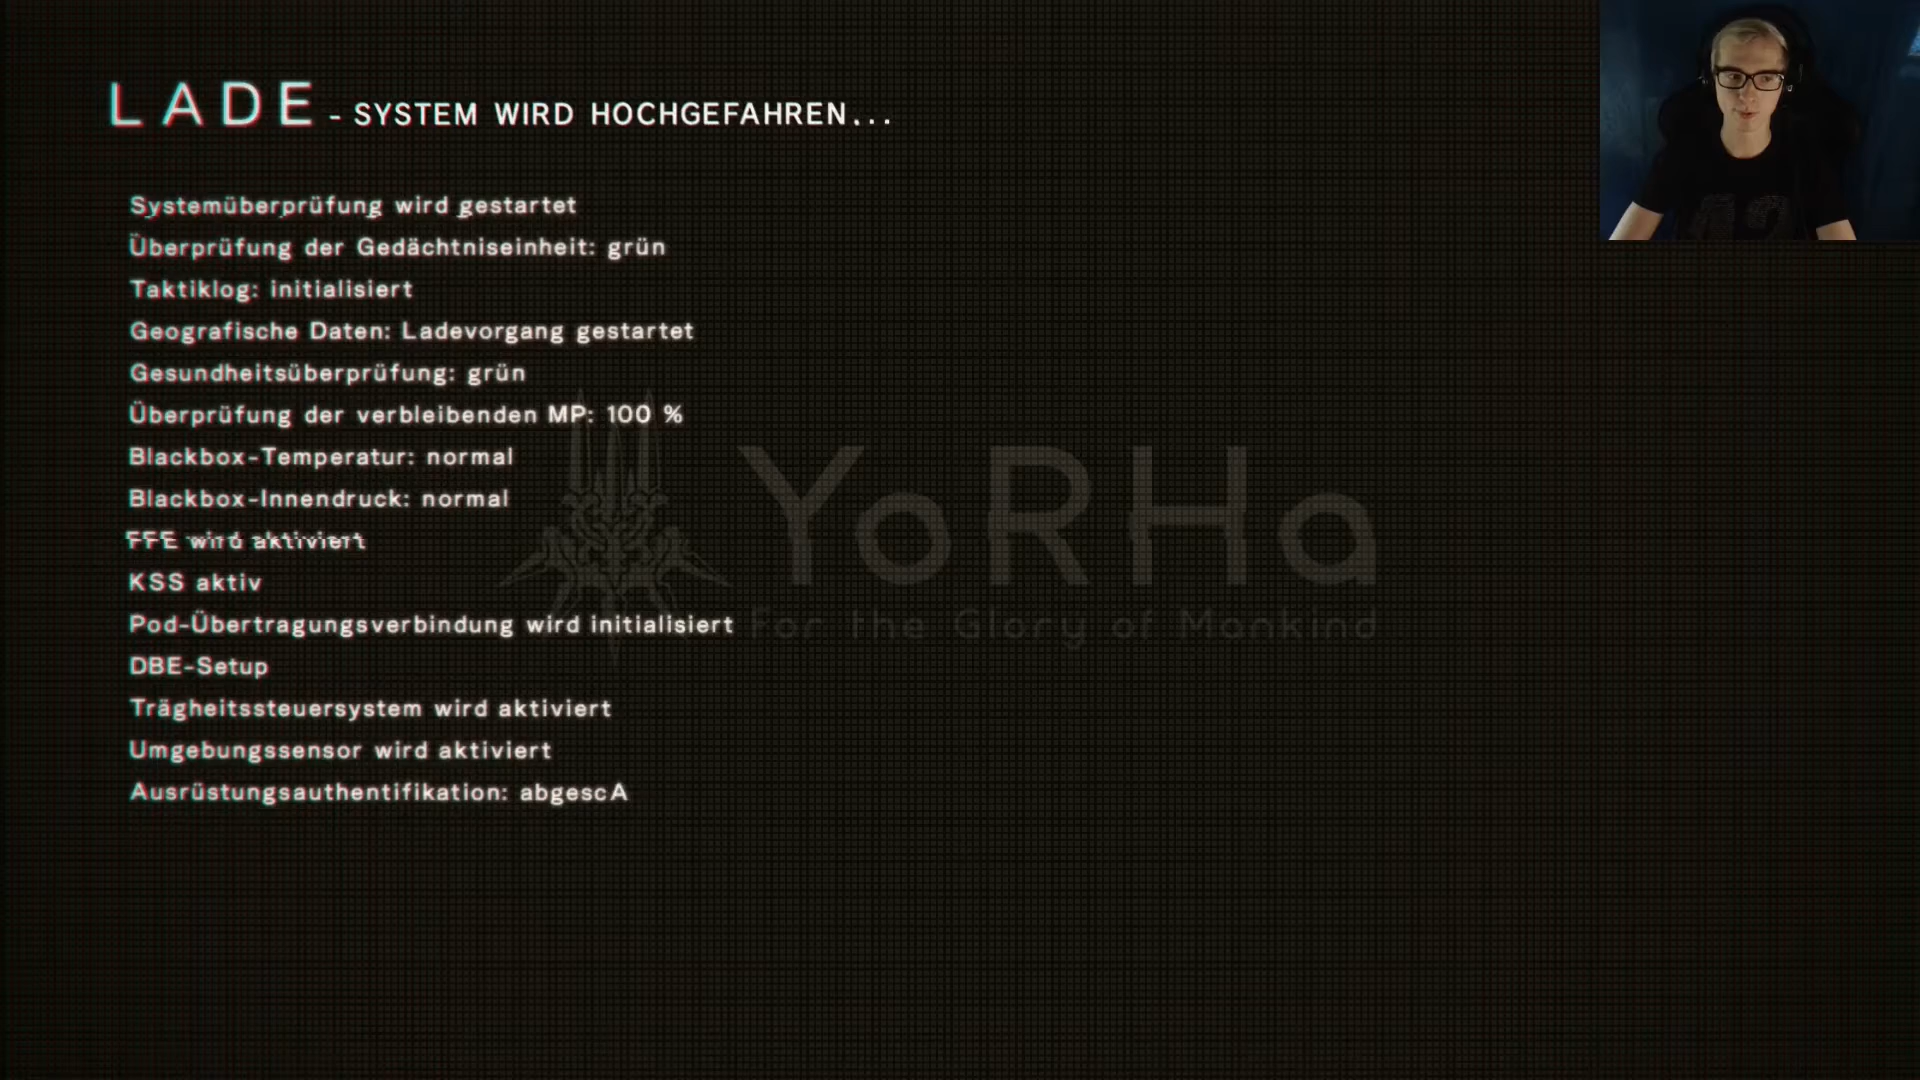 LADE - SYSTEM WIRD HOCHGEFAHREN...
Systemüberprüfung wird gestartet
Überprüfung der Gedächtniseinheit: grün
Taktiklog: initialisiert
Geografische Daten: Ladevorgang gestartet
Gesundheitsüberprüfung: grün
Überprüfung der verbleibenden MP: 100 %
Blackbox-Temperatur: normal
Blackbox-Innendruck: normal
FFE wird aktiviert
KSS aktiv
Pod-Übertragungsverbindung wird initialisiert
DBE-Setup
Trägheitssteuersystem wird aktiviert
Umgebungssensor wird aktiviert
Ausrüstungsauthentifikation: abgescA
YoRHa
For the Glory of Mankind
42